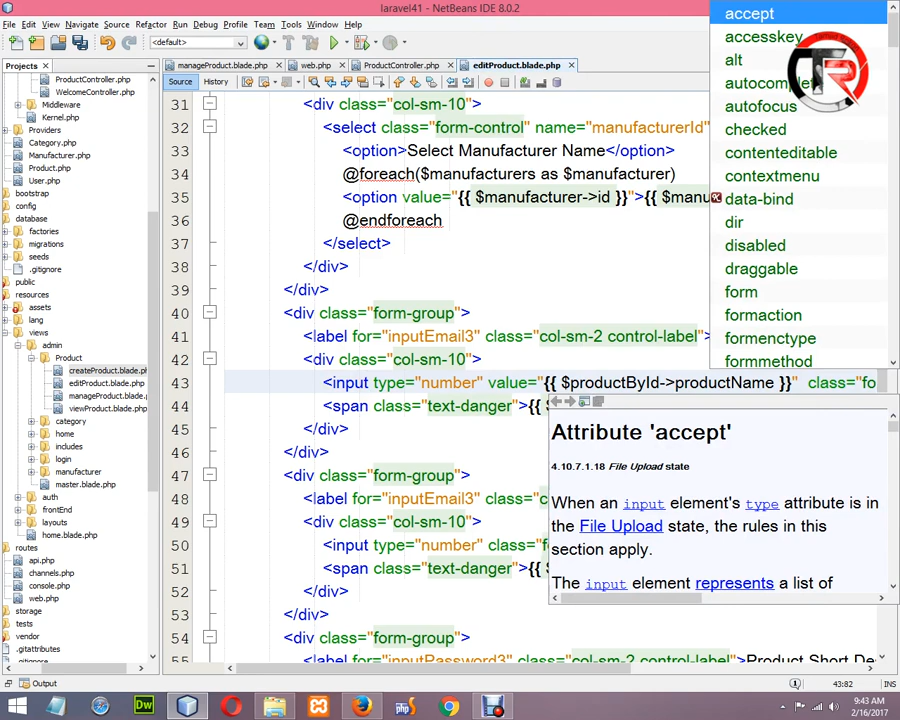 laravel41 - NetBeans IDE 8.0.2
File Edit View Navigate Source Refactor Run Debug Profile Team Tools Window Help
<default>
Projects
manageProduct.blade.php
web.php
ProductController.php
editProduct.blade.php
Source
History
ProductController.php
WelcomeController.php
Middleware
Kernel.php
Providers
Category.php
Manufacturer.php
Product.php
User.php
bootstrap
config
database
factories
migrations
seeds
.gitignore
public
resources
assets
lang
views
admin
Product
createProduct.blade.ph
editProduct.blade.php
manageProduct.blade.
viewProduct.blade.php
category
home
includes
login
manufacturer
master.blade.php
auth
frontEnd
layouts
home.blade.php
routes
api.php
channels.php
console.php
web.php
storage
tests
vendor
.gitattributes
.gitignore
31 <div class="col-sm-10">
32 <select class="form-control" name="manufacturerId"
33 <option>Select Manufacturer Name</option>
34 @foreach($manufacturers as $manufacturer)
35 <option value="{{ $manufacturer->id }}">{{ $manu
36 @endforeach
37 </select>
38 </div>
39 </div>
40 <div class="form-group">
41 <label for="inputEmail3" class="col-sm-2 control-label">
42 <div class="col-sm-10">
43 <input type="number" value="{{ $productById->productName }}" class="fo
44 <span class="text-danger">{{ $
45 </div>
46 </div>
47 <div class="form-group">
48 <label for="inputEmail3" class="c
49 <div class="col-sm-10">
50 <input type="number" class="f
51 <span class="text-danger">{{ $
52 </div>
53 </div>
54 <div class="form-group">
55 <label for="inputPassword3" class="col-sm-2 control-label">Product Short De
accept
accesskey
alt
autocomple
autofocus
checked
contenteditable
contextmenu
data-bind
dir
disabled
draggable
form
formaction
formenctype
formmethod
TR
Attribute 'accept'
4.10.7.1.18 File Upload state
When an input element's type attribute is in
the File Upload state, the rules in this
section apply.
The input element represents a list of
Output
43:82
INS
Dw
php
9:43 AM
2/16/2017